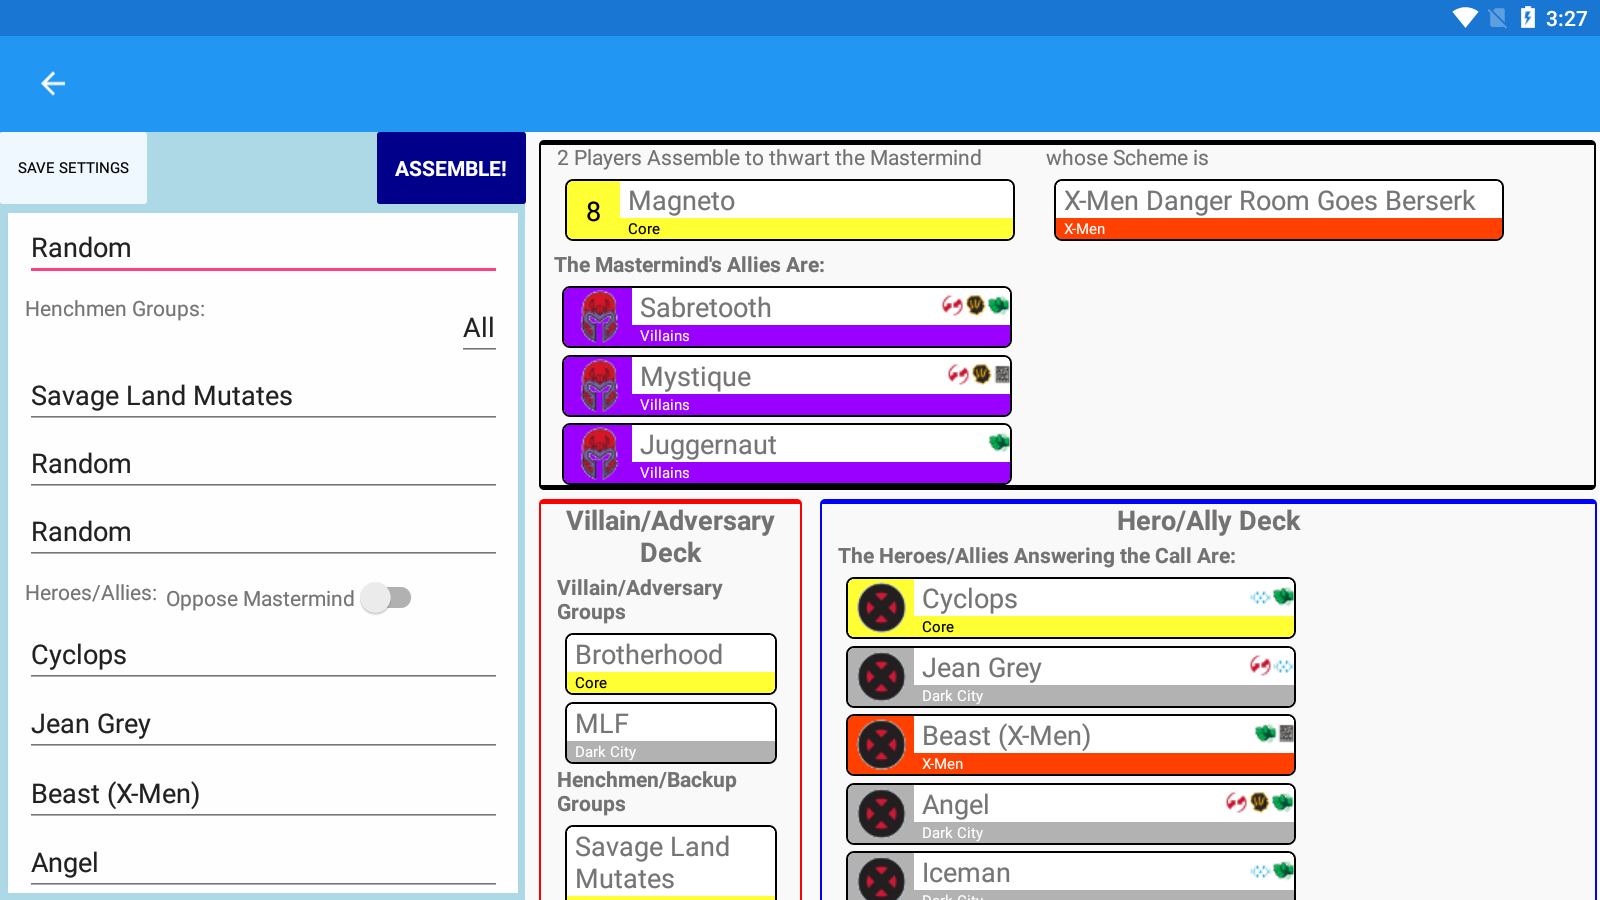 3:27
SAVE SETTINGS
ASSEMBLE!
Random
Henchmen Groups:
All
Savage Land Mutates
Random
Random
Heroes/Allies: Oppose Mastermind
Cyclops
Jean Grey
Beast (X-Men)
Angel
2 Players Assemble to thwart the Mastermind
8
Magneto
Core
whose Scheme is
X-Men Danger Room Goes Berserk
X-Men
The Mastermind's Allies Are:
Sabretooth
Villains
Mystique
Villains
Juggernaut
Villains
Villain/Adversary
Deck
Villain/Adversary
Groups
Brotherhood
Core
MLF
Dark City
Henchmen/Backup
Groups
Savage Land
Mutates
Hero/Ally Deck
The Heroes/Allies Answering the Call Are:
Cyclops
Core
Jean Grey
Dark City
Beast (X-Men)
X-Men
Angel
Dark City
Iceman
Dark City